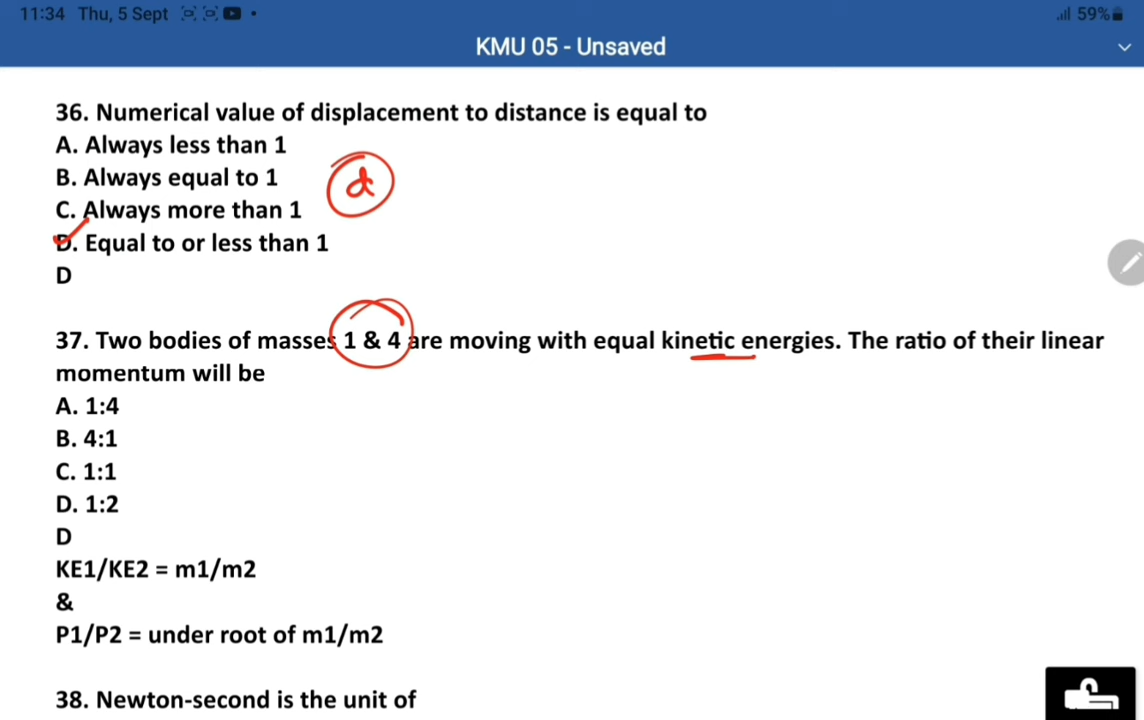 11:34 Thu, 5 Sept
59%
KMU 05 - Unsaved
36. Numerical value of displacement to distance is equal to
A. Always less than 1
B. Always equal to 1
d
C. Always more than 1
D. Equal to or less than 1
D
37. Two bodies of masses 1 & 4 are moving with equal kinetic energies. The ratio of their linear
momentum will be
A. 1:4
B. 4:1
C. 1:1
D. 1:2
D
KE1/KE2 = m1/m2
&
P1/P2 = under root of m1/m2
38. Newton-second is the unit of